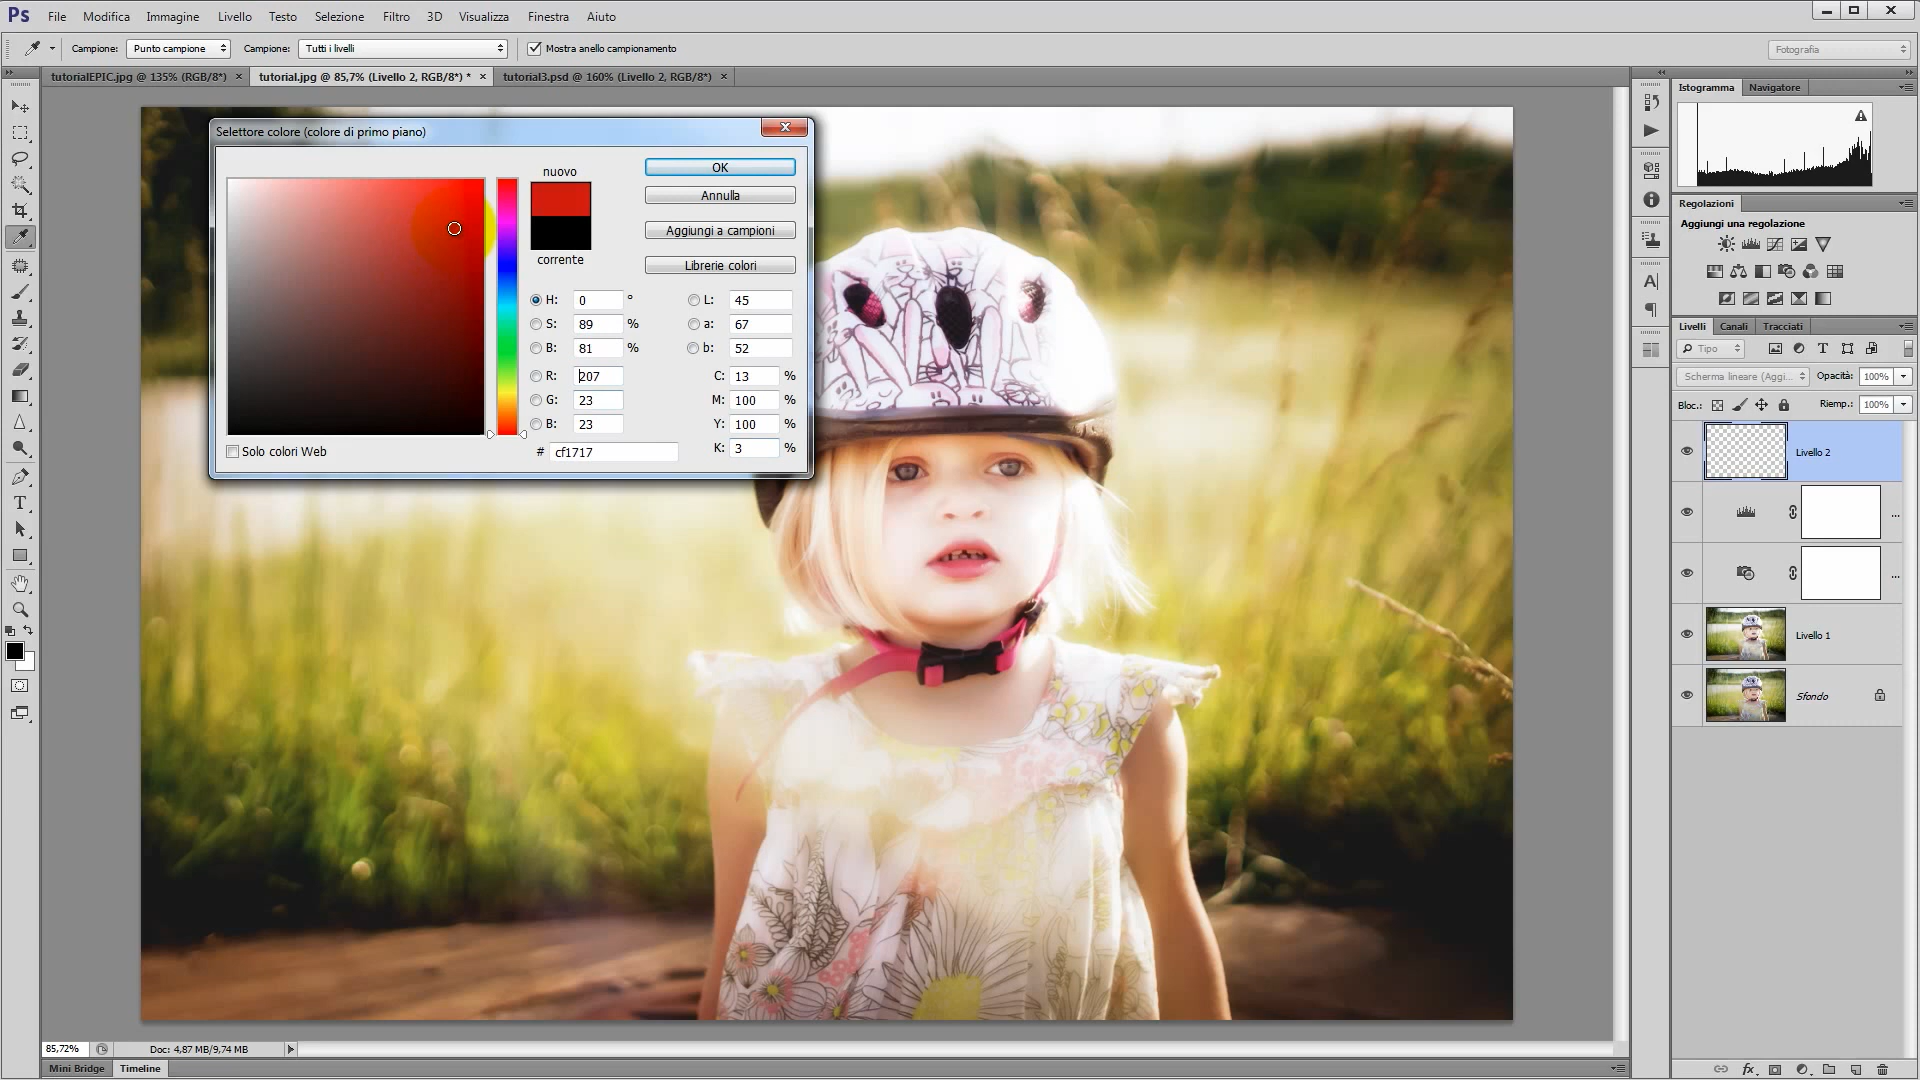 Ps File Modifica Immagine Livello Testo Selezione Filtro 3D Visualizza Finestra Aiuto
Campione: Punto campione Campione: Tutti i livelli Mostra anello campionamento Fotografia
tutorialEPIC.jpg @ 135% (RGB/8*) × tutorial.jpg @ 85,7% (Livello 2, RGB/8*) * × tutorial3.psd @ 160% (Livello 2, RGB/8*) ×
Selettore colore (colore di primo piano)
nuovo
corrente
OK
Annulla
Aggiungi a campioni
Librerie colori
H: 0 ° L: 45
S: 89 % a: 67
B: 81 % b: 52
R: 207 C: 13 %
G: 23 M: 100 %
B: 23 Y: 100 %
# cf1717 K: 3 %
Solo colori Web
Istogramma Navigatore
Regolazioni
Aggiungi una regolazione
Livelli Canali Tracciati
Tipo
Schema lineare (Aggi... Opacità: 100%
Bloc.: Riemp.: 100%
Livello 2
...
...
Livello 1
Sfondo
85,72% Doc: 4,87 MB/9,74 MB
Mini Bridge Timeline
fx